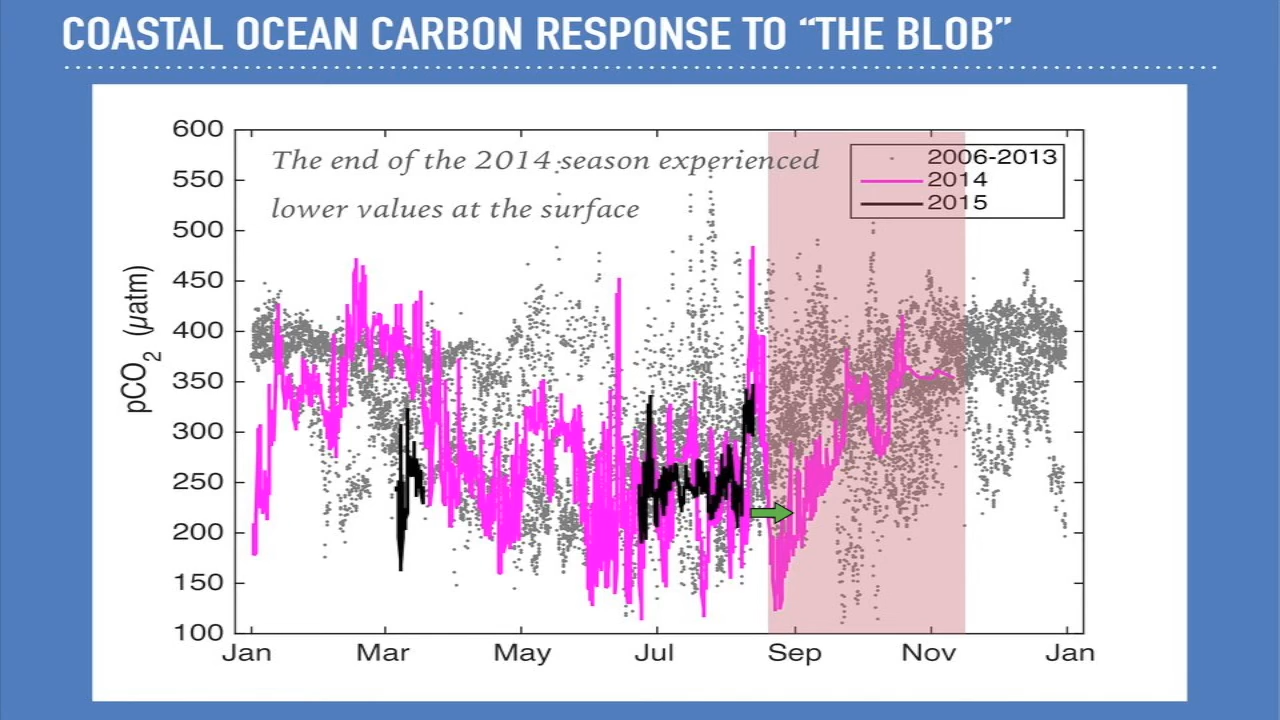 COASTAL OCEAN CARBON RESPONSE TO “THE BLOB”
600
550
500
450
400
350
300
250
200
150
100
pCO2 (µatm)
The end of the 2014 season experienced
lower values at the surface
2006-2013
2014
2015
Jan Mar May Jul Sep Nov Jan